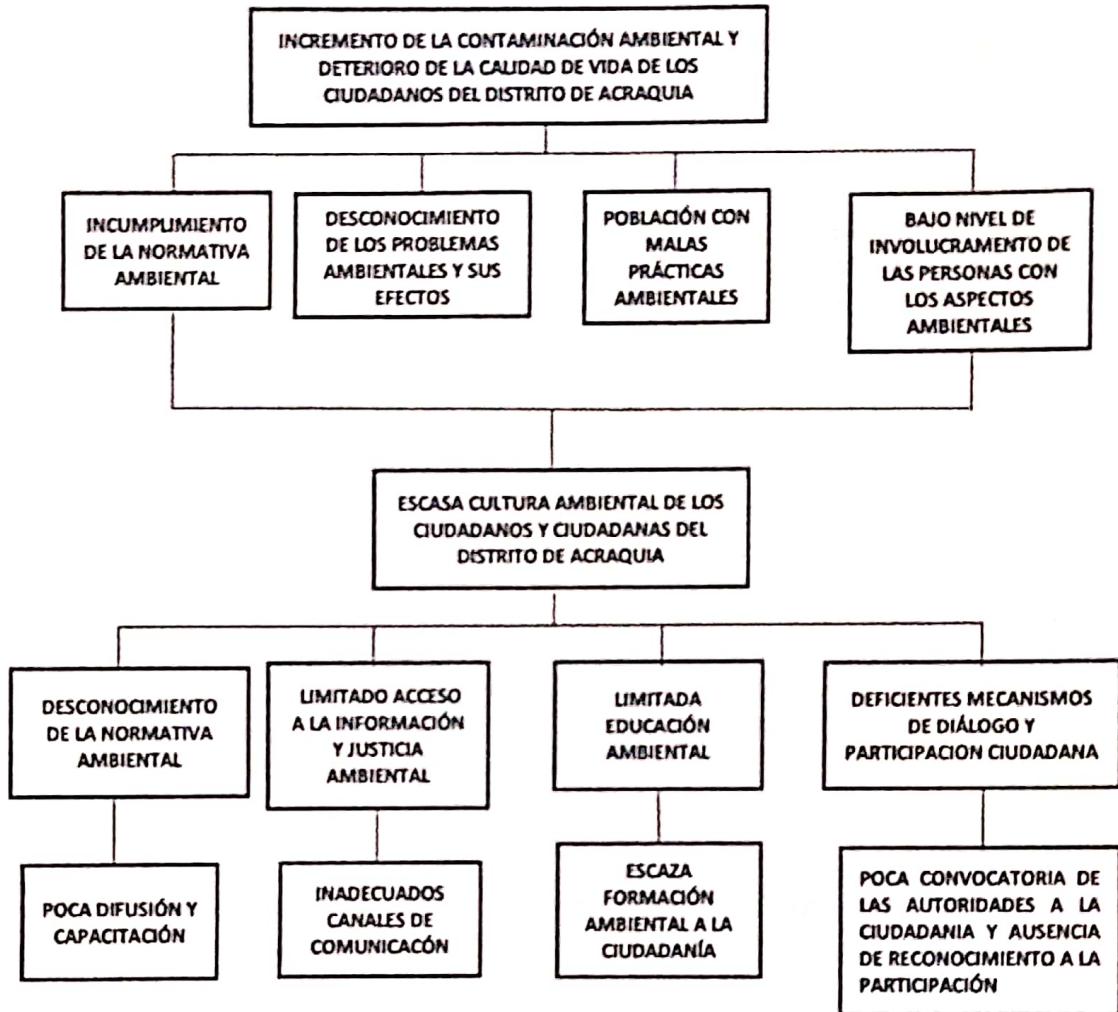 INCREMENTO DE LA CONTAMINACIÓN AMBIENTAL Y
DETERIORO DE LA CALIDAD DE VIDA DE LOS
CIUDADANOS DEL DISTRITO DE ACRAQUIA
INCUMPLIMIENTO
DE LA NORMATIVA
AMBIENTAL
DESCONOCIMIENTO
DE LOS PROBLEMAS
AMBIENTALES Y SUS
EFECTOS
POBLACIÓN CON
MALAS
PRÁCTICAS
AMBIENTALES
BAJO NIVEL DE
INVOLUCRAMENTO DE
LAS PERSONAS CON
LOS ASPECTOS
AMBIENTALES
ESCASA CULTURA AMBIENTAL DE LOS
CIUDADANOS Y CIUDADANAS DEL
DISTRITO DE ACRAQUIA
DESCONOCIMIENTO
DE LA NORMATIVA
AMBIENTAL
LIMITADO ACCESO
A LA INFORMACIÓN
Y JUSTICIA
AMBIENTAL
LIMITADA
EDUCACIÓN
AMBIENTAL
DEFICIENTES MECANISMOS
DE DIÁLOGO Y
PARTICIPACION CIUDADANA
POCA DIFUSIÓN Y
CAPACITACIÓN
INADECUADOS
CANALES DE
COMUNICACÓN
ESCAZA
FORMACIÓN
AMBIENTAL A LA
CIUDADANÍA
POCA CONVOCATORIA DE
LAS AUTORIDADES A LA
CIUDADANIA Y AUSENCIA
DE RECONOCIMIENTO A LA
PARTICIPACIÓN